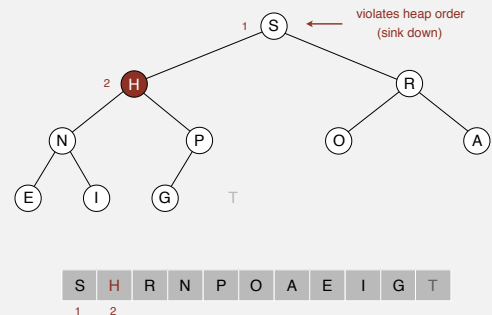 violates heap order
(sink down)
1 S
2 H R
N P O A
E I G T
S H R N P O A E I G T
1 2